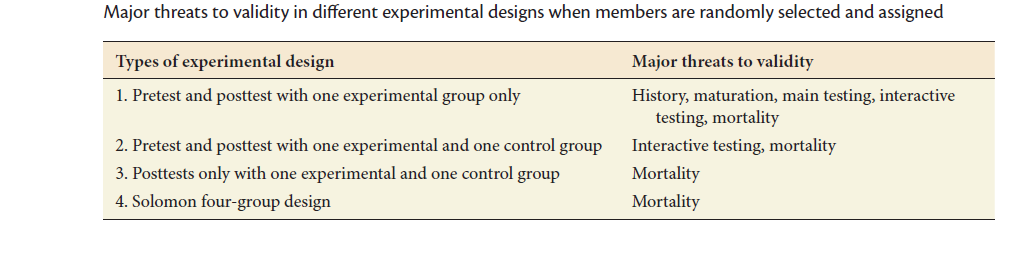 Major threats to validity in different experimental designs when members are randomly selected and assigned
Types of experimental design Major threats to validity
1. Pretest and posttest with one experimental group only History, maturation, main testing, interactive
testing, mortality
2. Pretest and posttest with one experimental and one control group Interactive testing, mortality
3. Posttests only with one experimental and one control group Mortality
4. Solomon four-group design Mortality